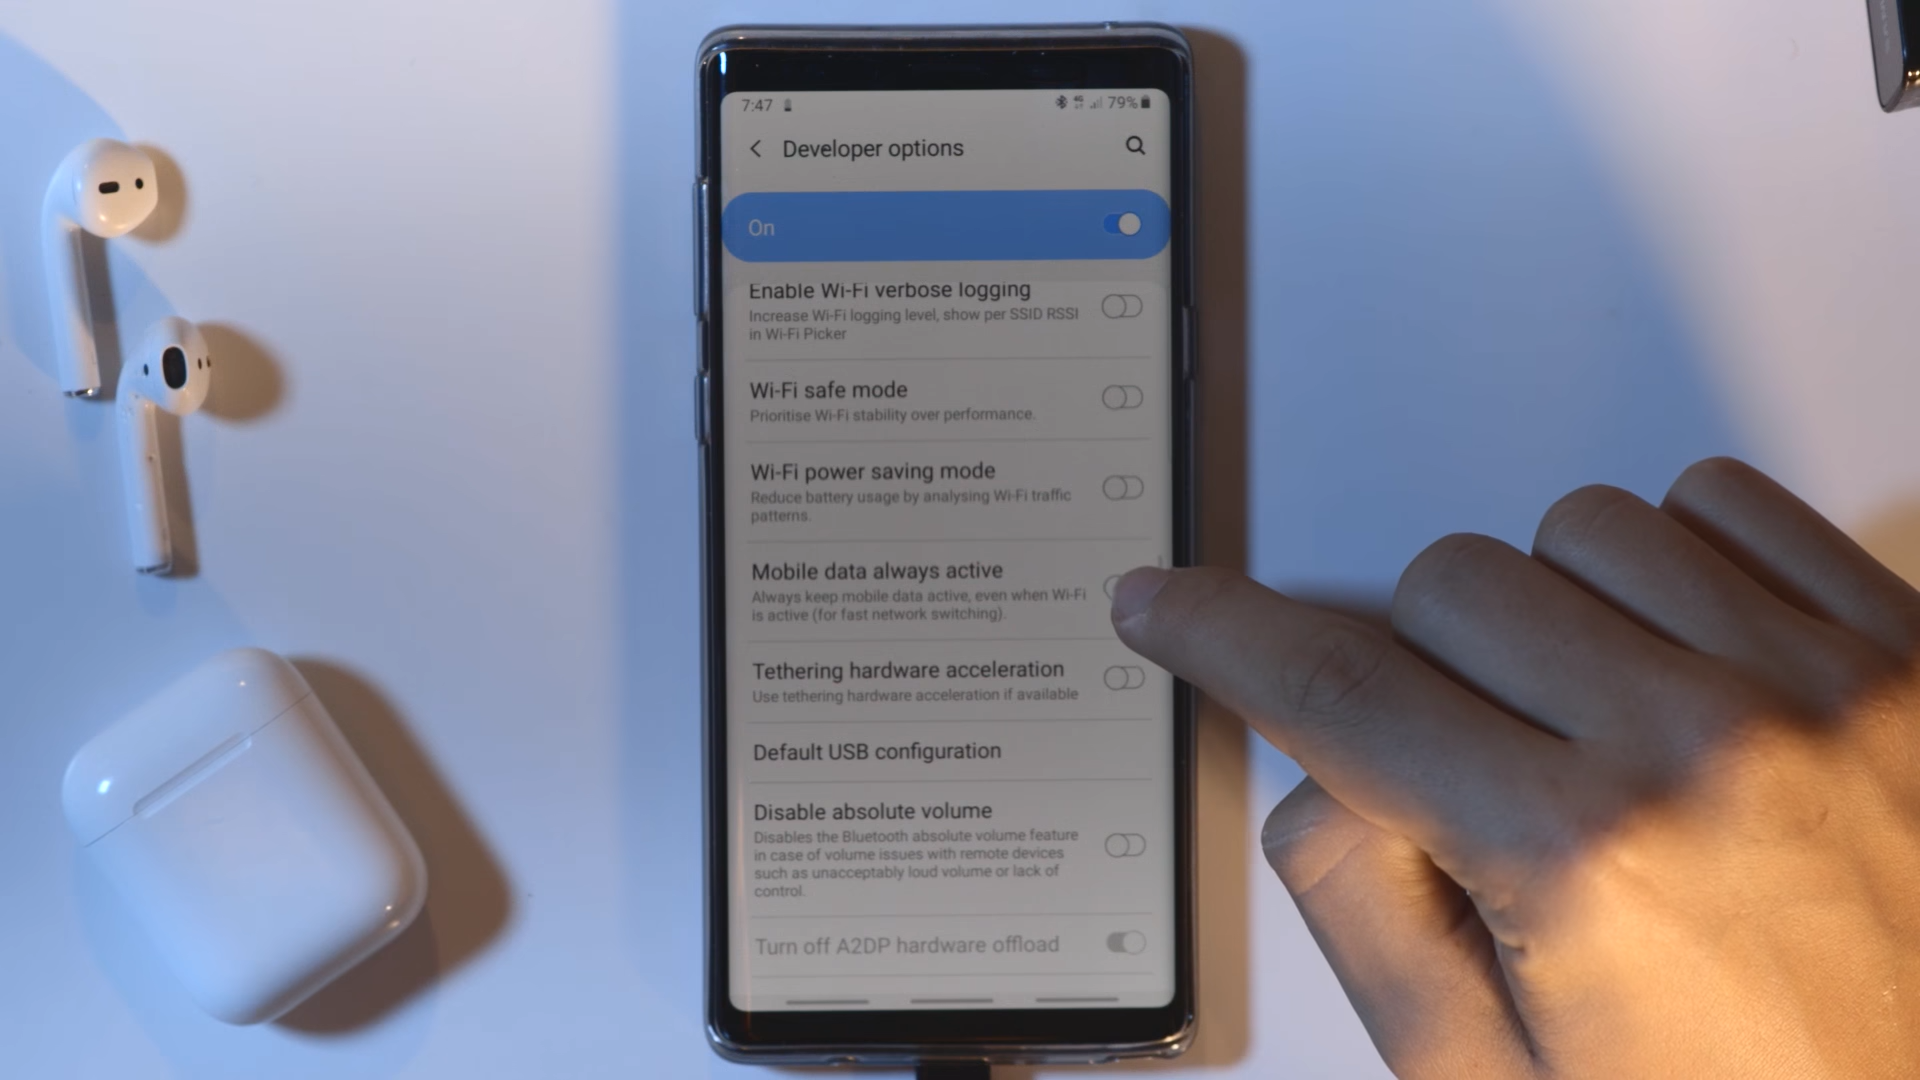 7:47 79%
Developer options
On
Enable Wi-Fi verbose logging
Increase Wi-Fi logging level, show per SSID RSSI
in Wi-Fi Picker
Wi-Fi safe mode
Prioritise Wi-Fi stability over performance.
Wi-Fi power saving mode
Reduce battery usage by analysing Wi-Fi traffic
patterns.
Mobile data always active
Always keep mobile data active, even when Wi-Fi
is active (for fast network switching).
Tethering hardware acceleration
Use tethering hardware acceleration if available
Default USB configuration
Disable absolute volume
Disables the Bluetooth absolute volume feature
in case of volume issues with remote devices
such as unacceptably loud volume or lack of
control.
Turn off A2DP hardware offload